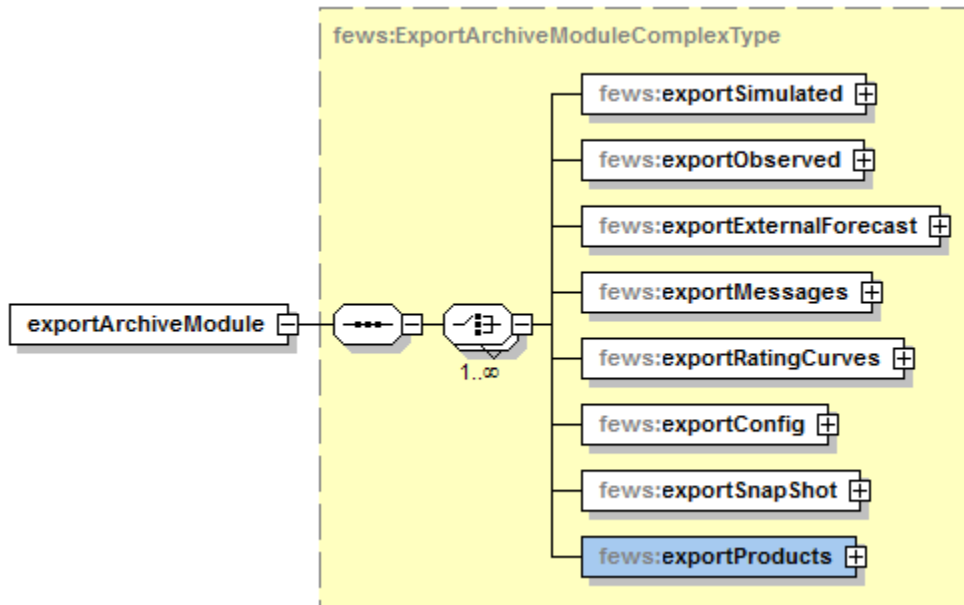 fews:ExportArchiveModuleComplexType
fews:exportSimulated
fews:exportObserved
fews:exportExternalForecast
fews:exportMessages
exportArchiveModule
1..∞
fews:exportRatingCurves
fews:exportConfig
fews:exportSnapShot
fews:exportProducts